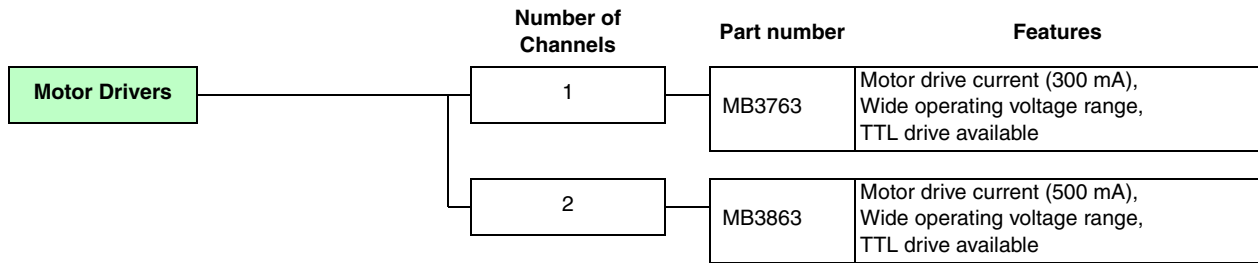 Number of
Channels
Part number
Features
Motor Drivers
1
MB3763
Motor drive current (300 mA),
Wide operating voltage range,
TTL drive available
2
MB3863
Motor drive current (500 mA),
Wide operating voltage range,
TTL drive available